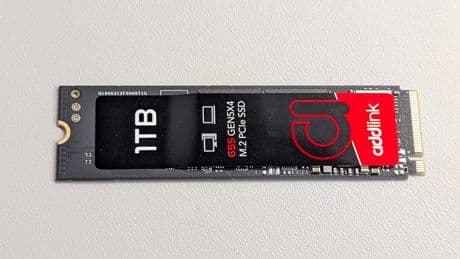 1TB
G55 GEN5X4
M.2 PCIe SSD
addlink